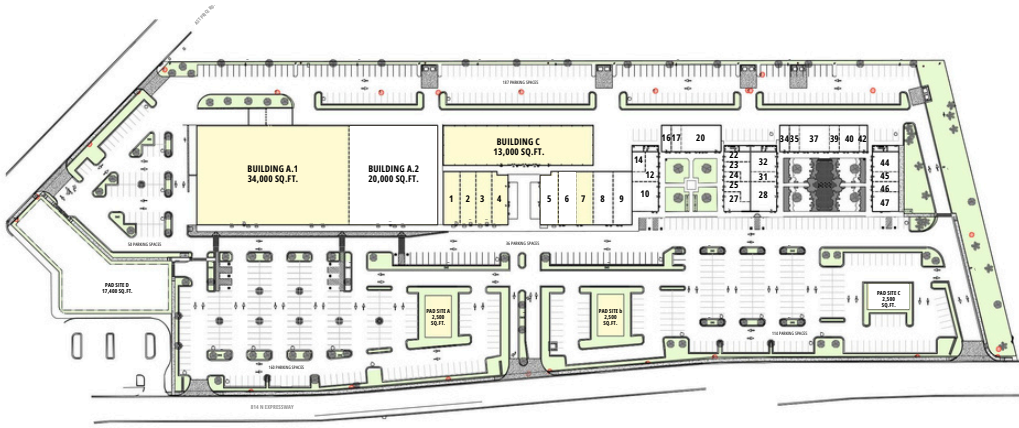 187 PARKING SPACES
BUILDING A.1
34,000 SQ.FT.
BUILDING A.2
20,000 SQ.FT.
BUILDING C
13,000 SQ.FT.
1
2
3
4
5
6
7
8
9
10
12
14
16
17
20
22
23
24
25
27
28
31
32
34
35
37
39
40
42
44
45
46
47
58 PARKING SPACES
36 PARKING SPACES
PAD SITE D
17,400 SQ.FT.
PAD SITE A
2,500
SQ.FT.
PAD SITE b
2,500
SQ.FT.
PAD SITE C
2,500
SQ.FT.
160 PARKING SPACES
118 PARKING SPACES
814 N EXPRESSWAY